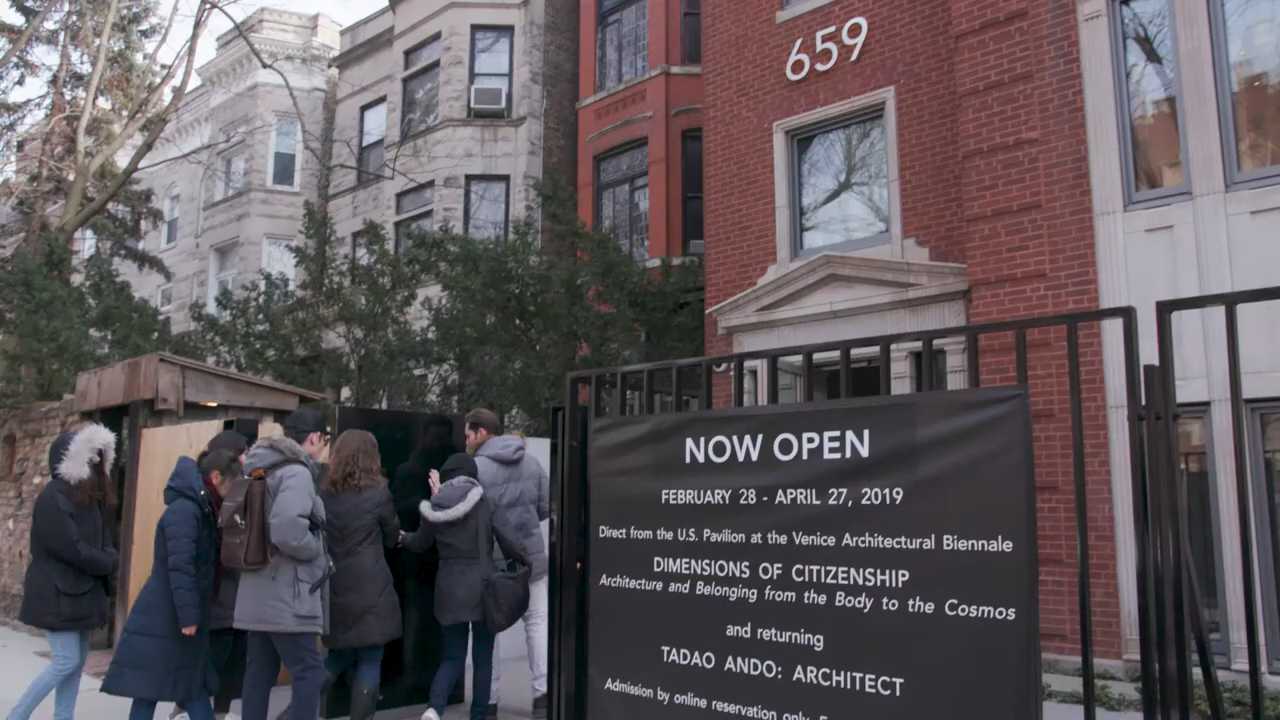 659
NOW OPEN
FEBRUARY 28 - APRIL 27, 2019
Direct from the U.S. Pavilion at the Venice Architectural Biennale
DIMENSIONS OF CITIZENSHIP
Architecture and Belonging from the Body to the Cosmos
and returning
TADAO ANDO: ARCHITECT
Admission by online reservation only.